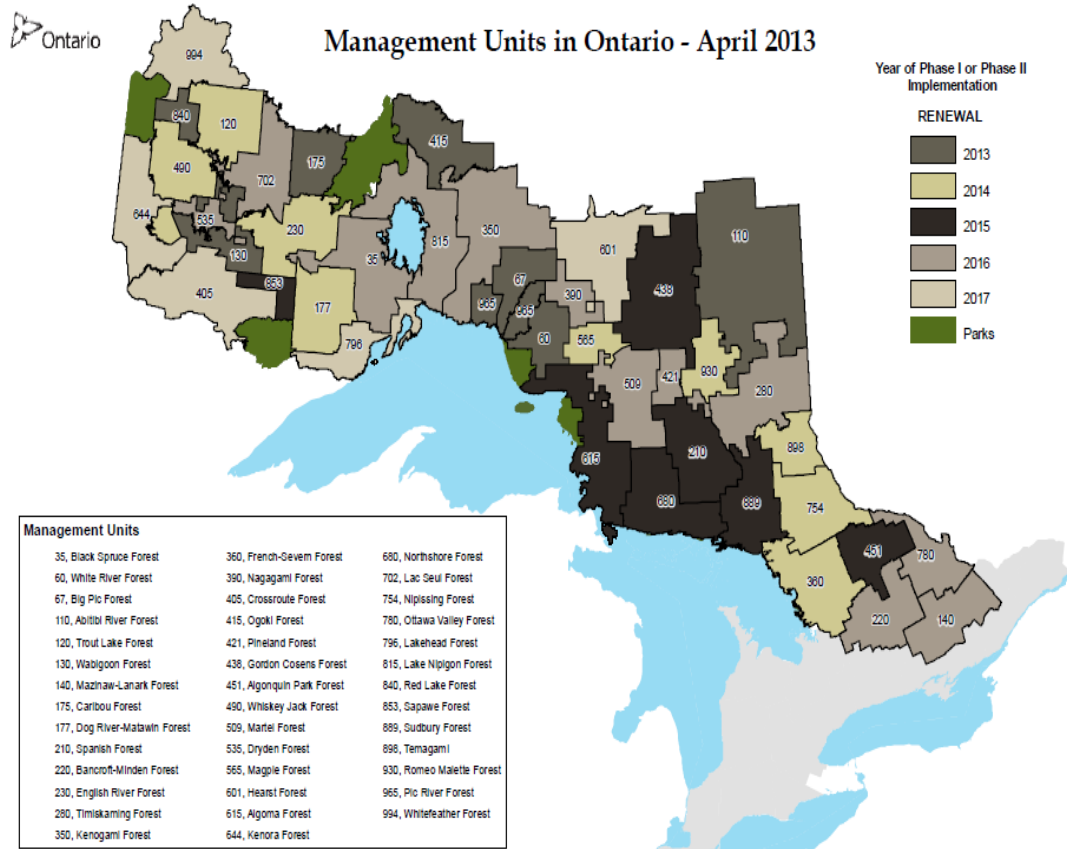 Ontario
Management Units in Ontario - April 2013
Year of Phase I or Phase II
Implementation
RENEWAL
2013
2014
2015
2016
2017
Parks
994
840
120
415
175
490
702
644
535
230
350
815
601
110
130
35
67
438
853
405
177
965
390
965
796
60
565
930
509
421
280
898
210
615
680
889
754
451
780
360
220
140
Management Units
35, Black Spruce Forest
60, White River Forest
67, Big Pic Forest
110, Abitibi River Forest
120, Trout Lake Forest
130, Wabigoon Forest
140, Mazinaw-Lanark Forest
175, Caribou Forest
177, Dog River-Matawin Forest
210, Spanish Forest
220, Bancroft-Minden Forest
230, English River Forest
280, Timiskaming Forest
350, Kenogami Forest
360, French-Severn Forest
390, Nagagami Forest
405, Crossroute Forest
415, Ogoki Forest
421, Pineland Forest
438, Gordon Cosens Forest
451, Algonquin Park Forest
490, Whiskey Jack Forest
509, Martel Forest
535, Dryden Forest
565, Magpie Forest
601, Hearst Forest
615, Algoma Forest
644, Kenora Forest
680, Northshore Forest
702, Lac Seul Forest
754, Nipissing Forest
780, Ottawa Valley Forest
796, Lakehead Forest
815, Lake Nipigon Forest
840, Red Lake Forest
853, Sapawe Forest
889, Sudbury Forest
898, Temagami
930, Romeo Malette Forest
965, Pic River Forest
994, Whitefeather Forest